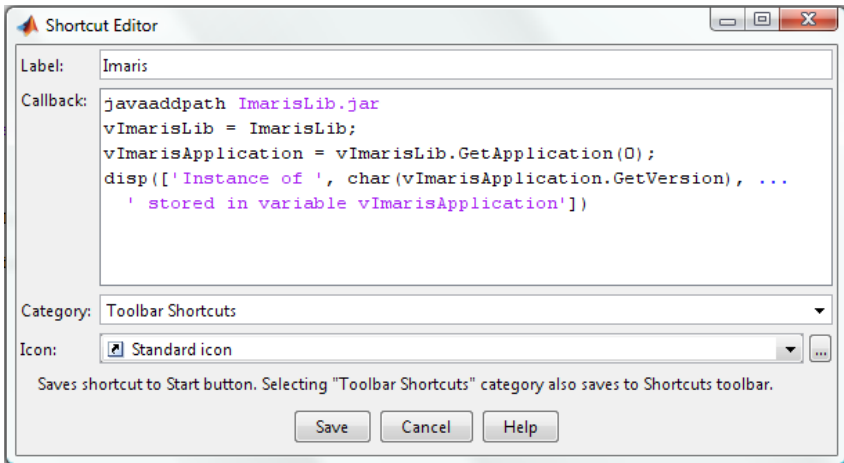 Shortcut Editor
Label: Imaris
Callback: javaaddpath ImarisLib.jar
vImarisLib = ImarisLib;
vImarisApplication = vImarisLib.GetApplication(0);
disp(['Instance of ', char(vImarisApplication.GetVersion), ...
' stored in variable vImarisApplication'])
Category: Toolbar Shortcuts
Icon: Standard icon ...
Saves shortcut to Start button. Selecting "Toolbar Shortcuts" category also saves to Shortcuts toolbar.
Save Cancel Help